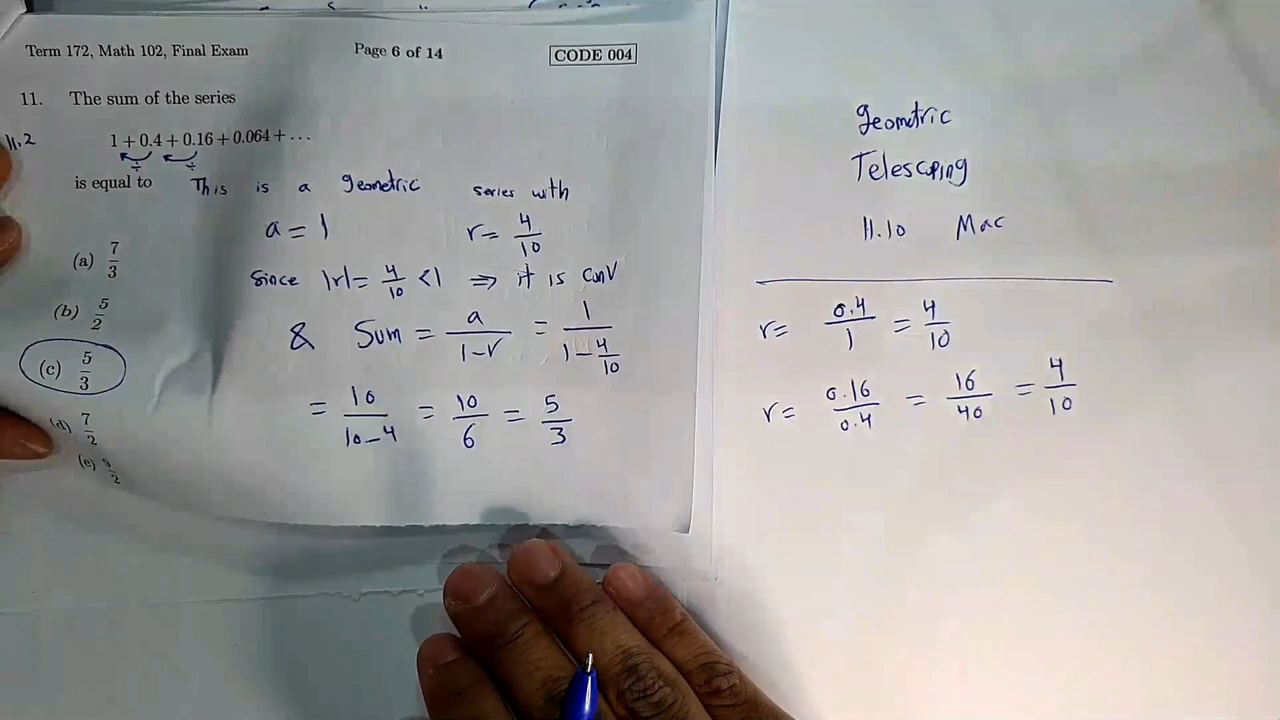 Term 172, Math 102, Final Exam Page 6 of 14 CODE 004
11. The sum of the series
11.2 1 + 0.4 + 0.16 + 0.064 + ...
÷ ÷
is equal to This is a geometric series with
a = 1 r = 4/10
(a) 7/3
since |r| = 4/10 < 1 ⇒ it is conv
(b) 5/2
& Sum = a/(1-r) = 1/(1 - 4/10)
(c) 5/3
= 10/(10-4) = 10/6 = 5/3
(d) 7/2
(e) 9/2
Geometric
Telescoping
11.10 Mac
r = 0.4/1 = 4/10
r = 0.16/0.4 = 16/40 = 4/10